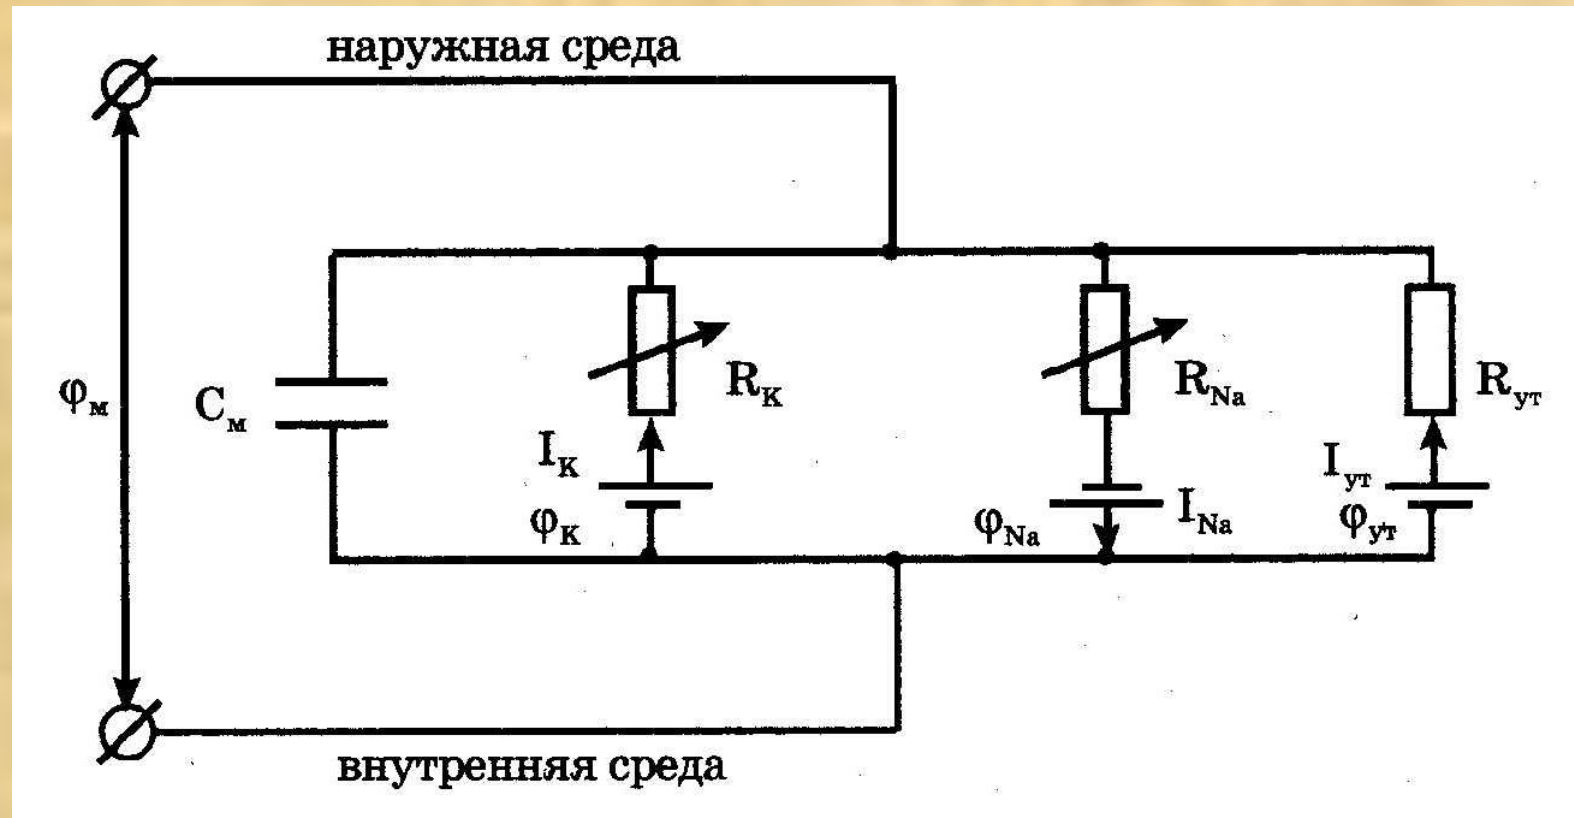 наружная среда
φм
Cм
RK
IK
φK
RNa
INa
φNa
Rут
Iут
φут
внутренняя среда